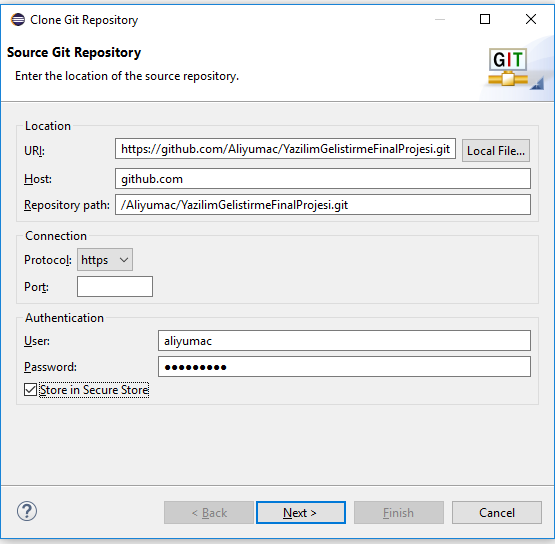 Clone Git Repository
Source Git Repository
Enter the location of the source repository.
GIT
Location
URI: https://github.com/Aliyumac/YazilimGelistirmeFinalProjesi.git Local File...
Host: github.com
Repository path: /Aliyumac/YazilimGelistirmeFinalProjesi.git
Connection
Protocol: https
Port:
Authentication
User: aliyumac
Password: ●●●●●●●●●
Store in Secure Store
? < Back Next > Finish Cancel